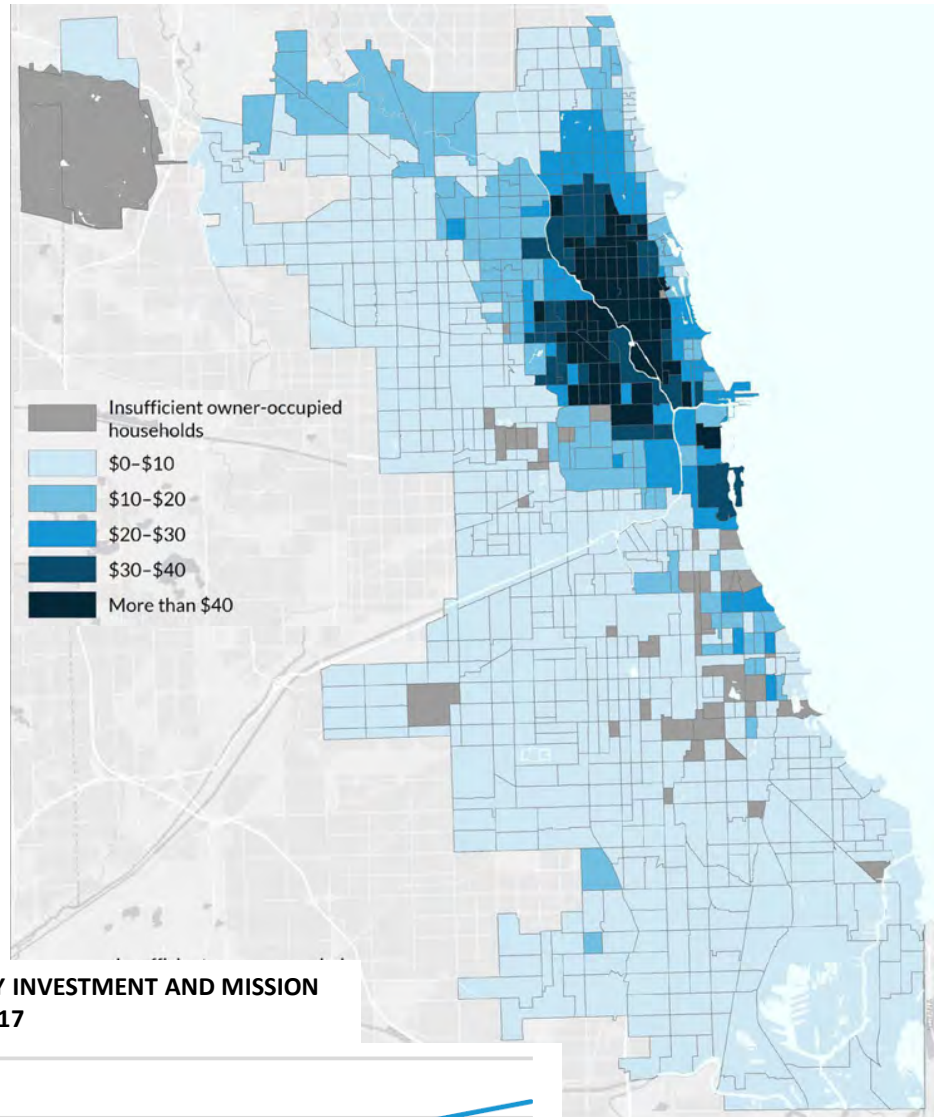 Insufficient owner-occupied
households
$0–$10
$10–$20
$20–$30
$30–$40
More than $40
Y INVESTMENT AND MISSION
17